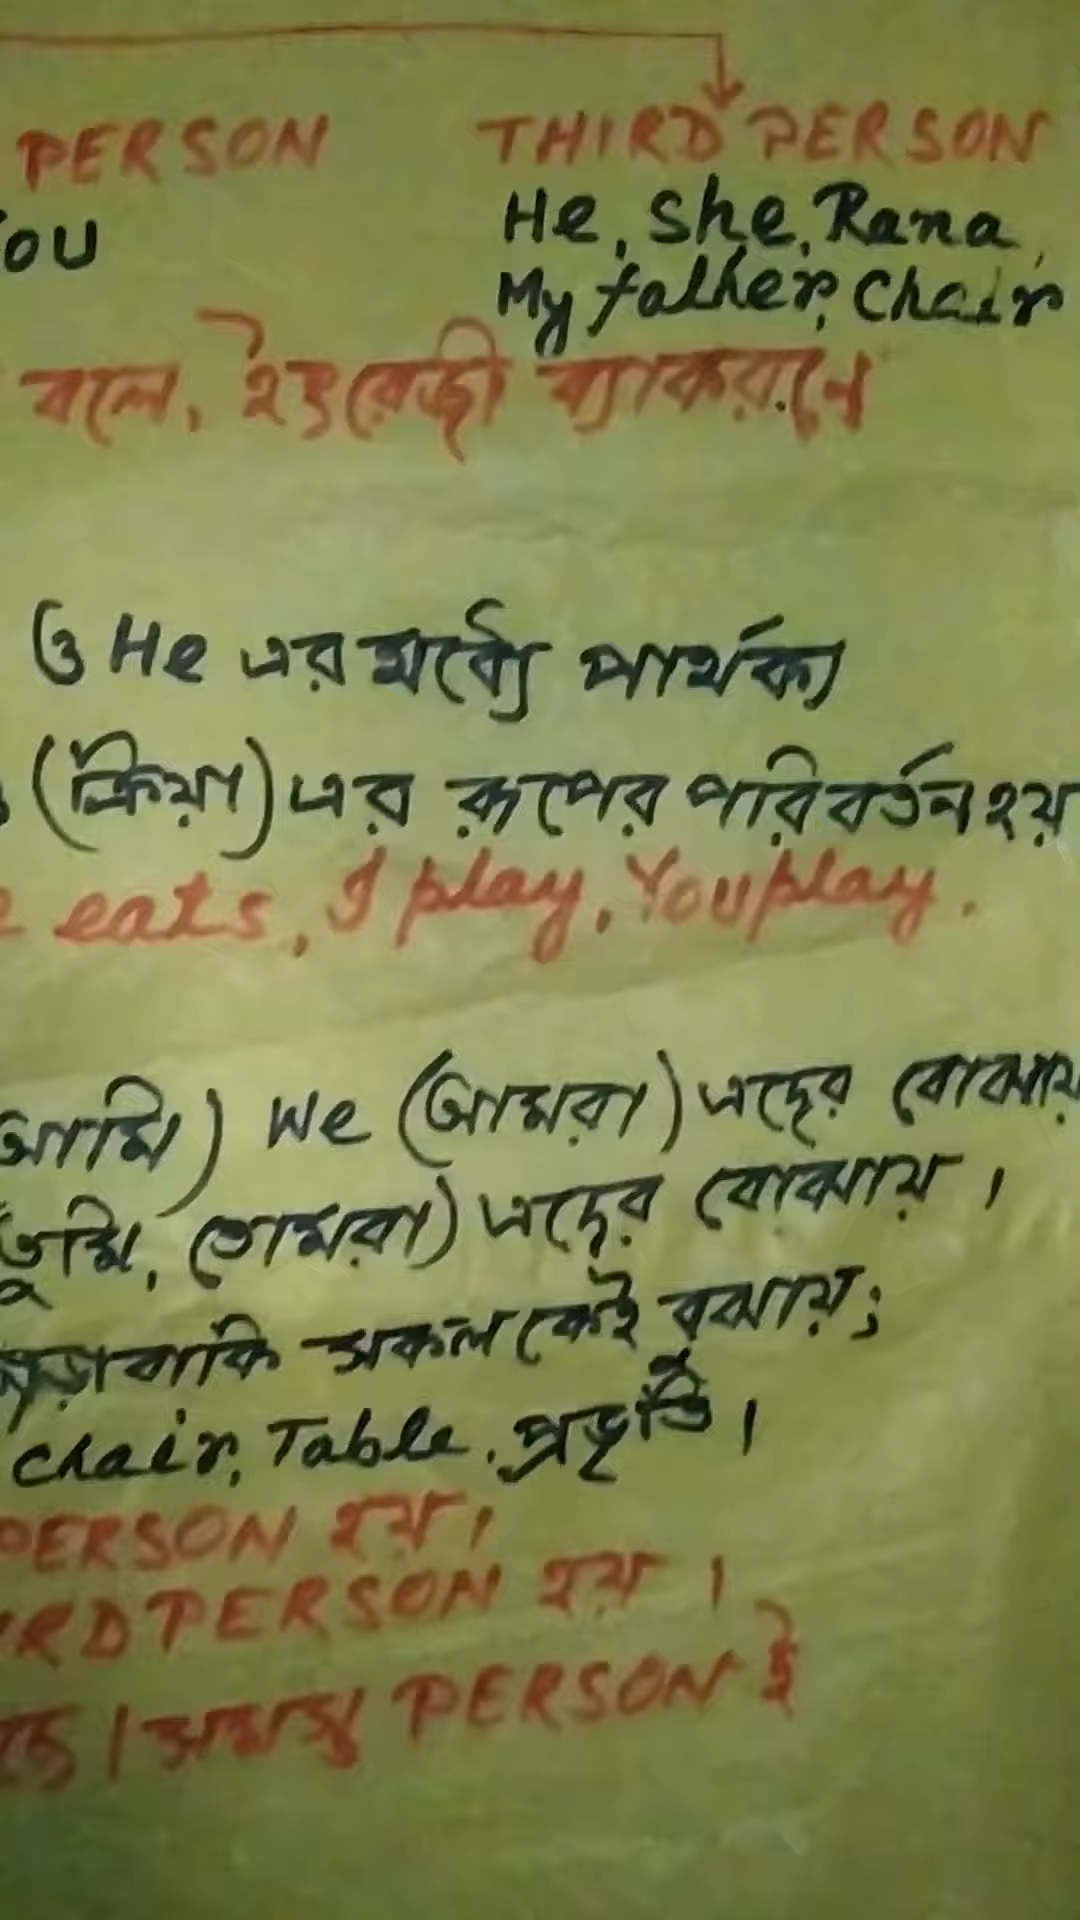 PERSON THIRD PERSON
You He, She, Rana,
My father, Chair
বলে, ইংরেজী ব্যাকরণে
ও He এর মধ্যে পার্থক্য
(ক্রিয়া) এর রূপের পরিবর্তন হয়
eats, I play, You play.
আমি) We (আমরা) এদের বোঝায়
তুমি, তোমরা) এদের বোঝায়।
বাকি সকলকেই বুঝায়;
Chair, Table, প্রভৃতি।
PERSON হয়।
RD PERSON হয়।
। সমস্ত PERSON ই